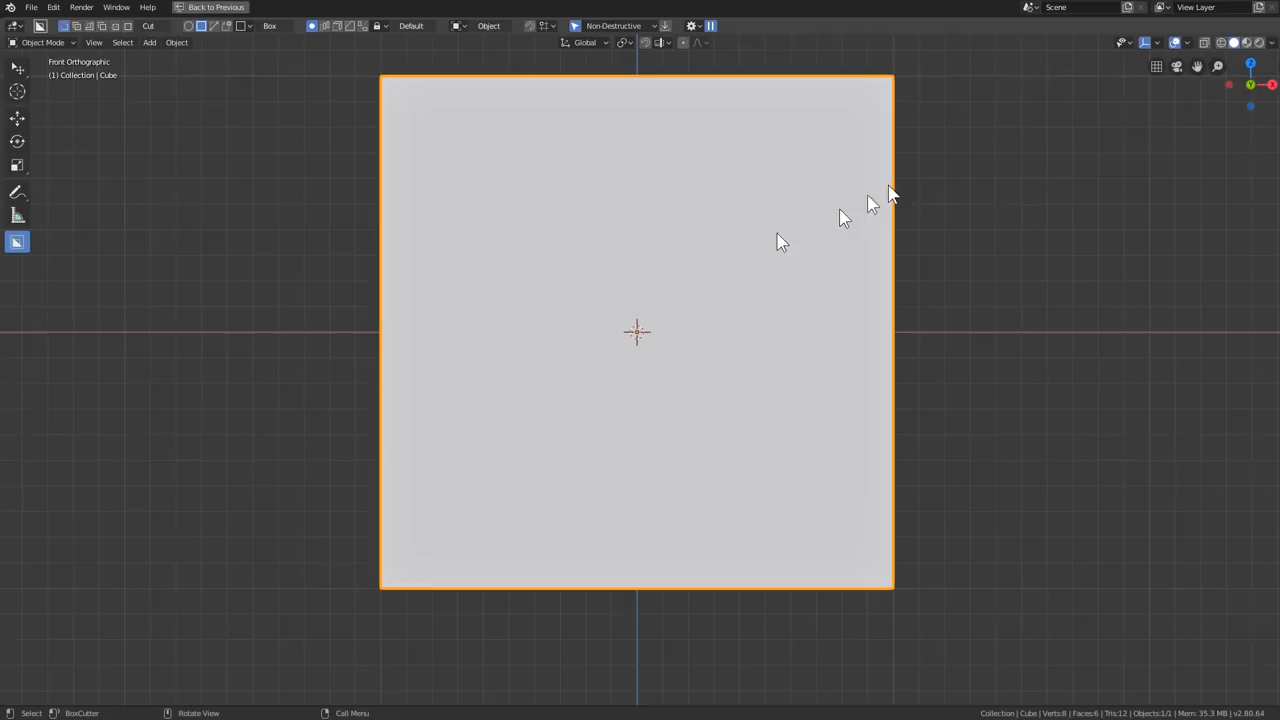 File Edit Render Window Help Back to Previous Scene View Layer
Cut Box Default Object Non-Destructive
Object Mode View Select Add Object Global
Front Orthographic
(1) Collection | Cube
Z
Y
X
Select BoxCutter Rotate View Call Menu Collection | Cube | Verts:8 | Faces:6 | Tris:12 | Objects:1/1 | Mem: 35.3 MB | v2.80.64